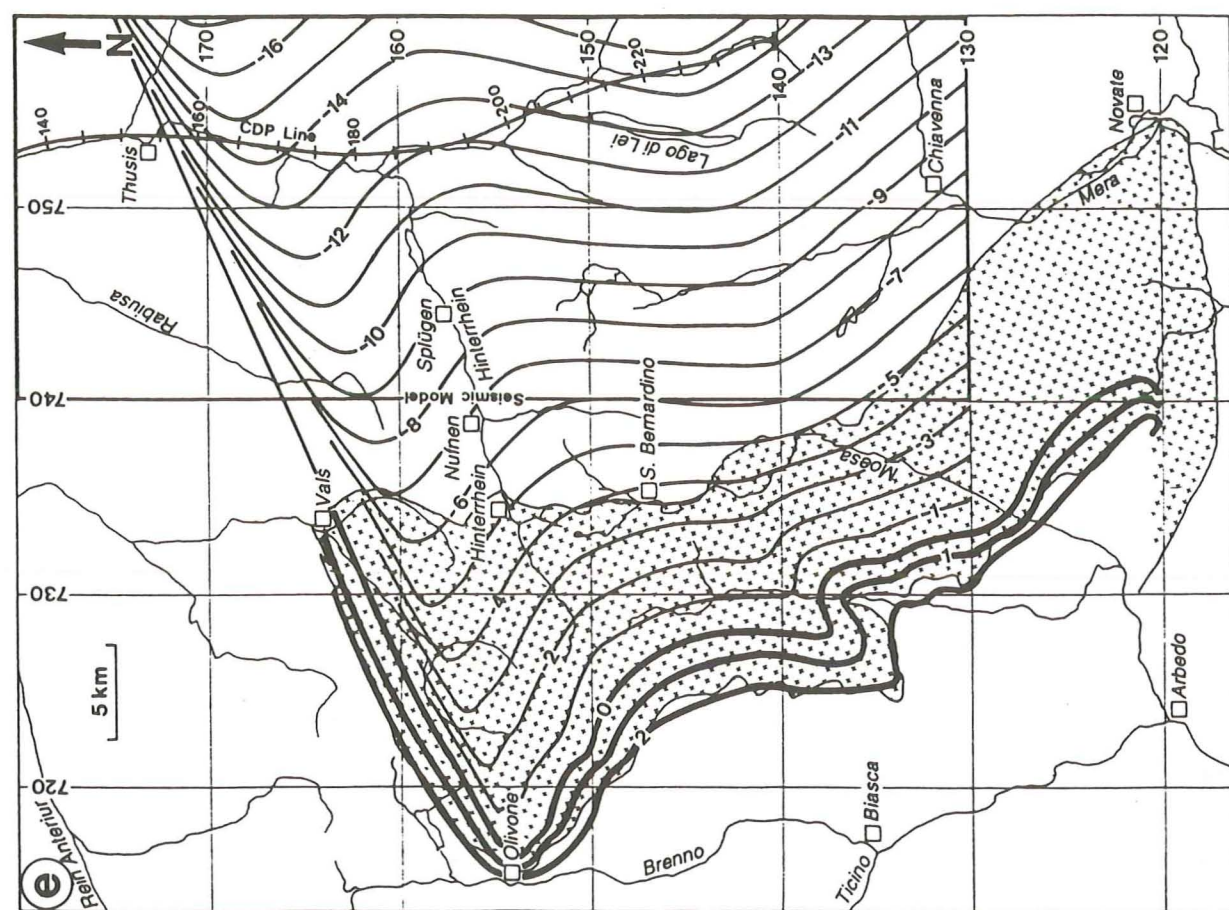 e
N
5 km
Rein Anteriur
Rabiusa
Thusis
140
160
CDP Line
180
200
220
170
160
150
140
130
120
750
740
730
720
-16
-14
-13
-12
-11
-10
-9
-8
-7
-6
-5
-4
-3
-2
-1
0
1
2
Vals
Splügen
Nufnen
Hinterrhein
Hinterrhein
Seismic Model
S. Bernardino
Lago di Lei
Chiavenna
Novate
Mera
Moesa
Olivone
Brenno
Biasca
Ticino
Arbedo